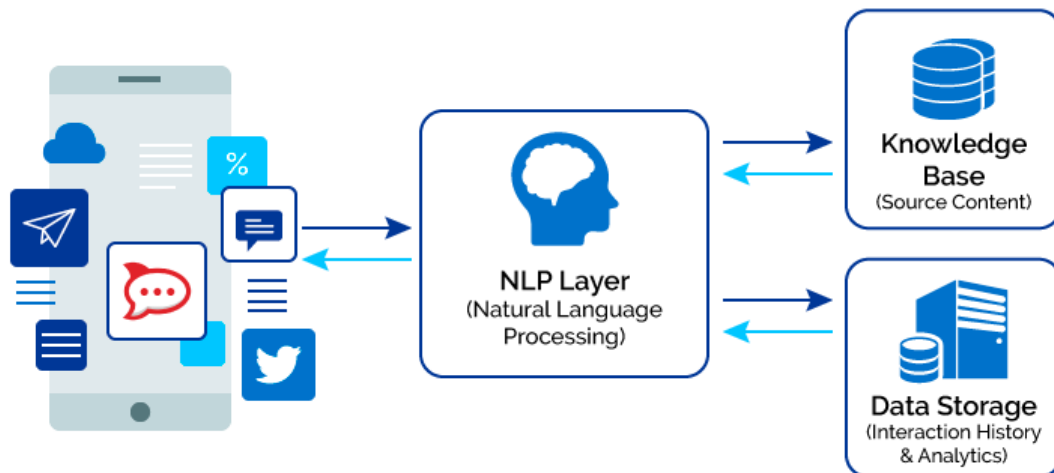 %
NLP Layer
(Natural Language
Processing)
Knowledge
Base
(Source Content)
Data Storage
(Interaction History
& Analytics)